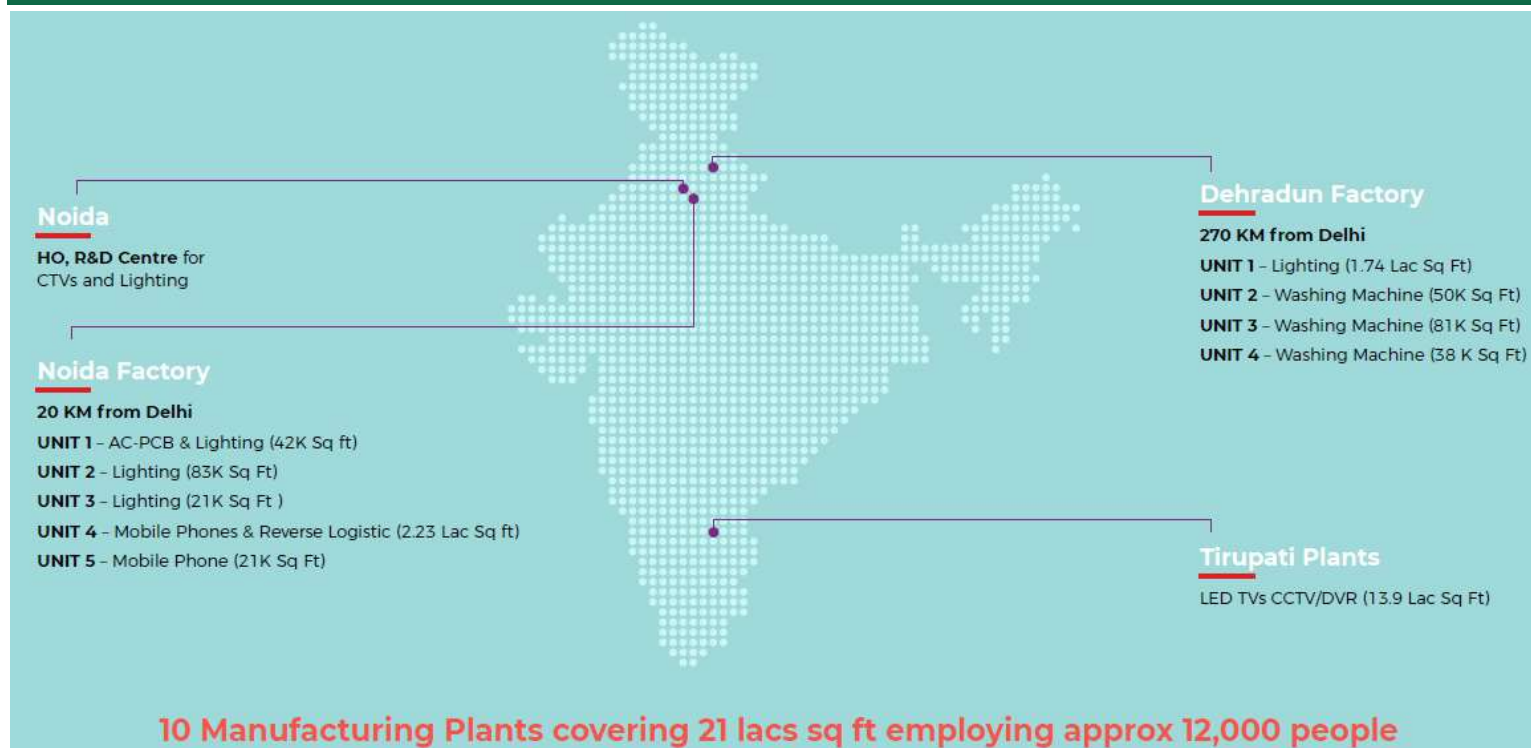 Noida
HO, R&D Centre for
CTVs and Lighting
Noida Factory
20 KM from Delhi
UNIT 1 – AC-PCB & Lighting (42K Sq ft)
UNIT 2 – Lighting (83K Sq Ft)
UNIT 3 – Lighting (21K Sq Ft )
UNIT 4 – Mobile Phones & Reverse Logistic (2.23 Lac Sq ft)
UNIT 5 – Mobile Phone (21K Sq Ft)
Dehradun Factory
270 KM from Delhi
UNIT 1 – Lighting (1.74 Lac Sq Ft)
UNIT 2 – Washing Machine (50K Sq Ft)
UNIT 3 – Washing Machine (81K Sq Ft)
UNIT 4 – Washing Machine (38 K Sq Ft)
Tirupati Plants
LED TVs CCTV/DVR (13.9 Lac Sq Ft)
10 Manufacturing Plants covering 21 lacs sq ft employing approx 12,000 people